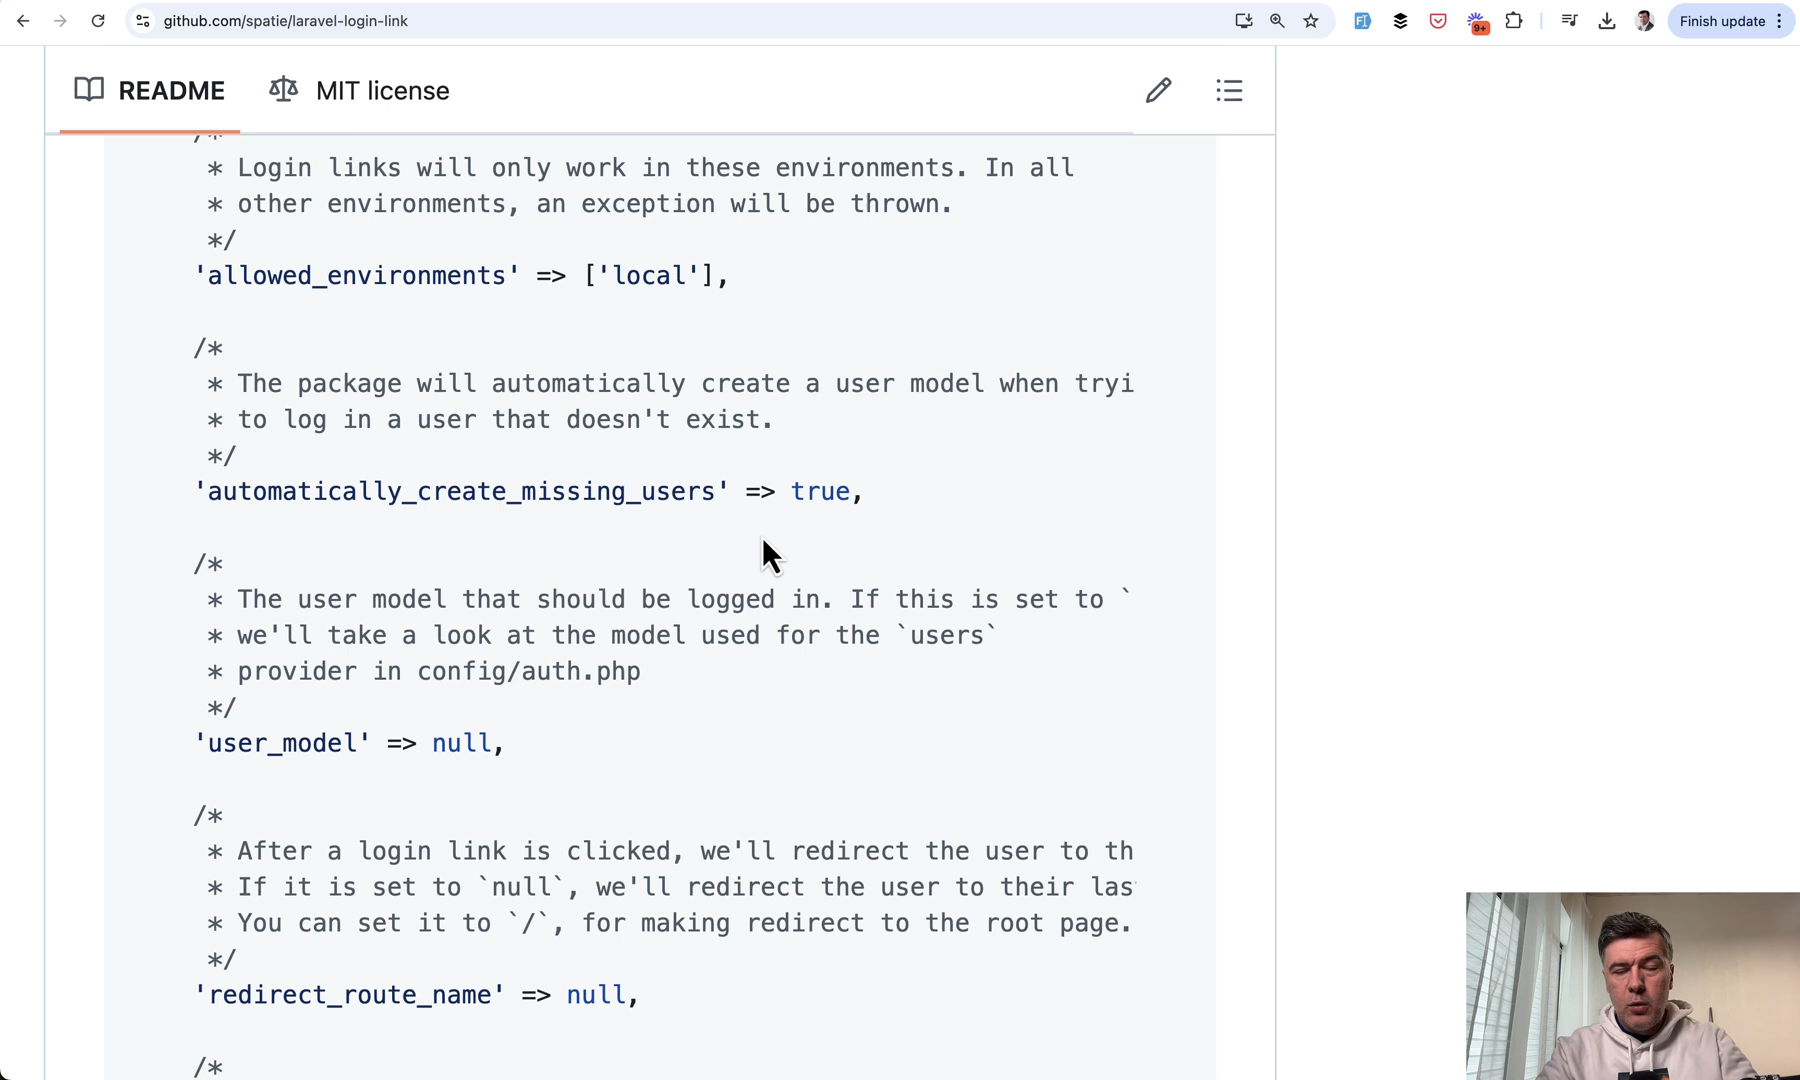 github.com/spatie/laravel-login-link
9+
Finish update
README
MIT license
/*
* Login links will only work in these environments. In all
* other environments, an exception will be thrown.
*/
'allowed_environments' => ['local'],
/*
* The package will automatically create a user model when tryi
* to log in a user that doesn't exist.
*/
'automatically_create_missing_users' => true,
/*
* The user model that should be logged in. If this is set to `
* we'll take a look at the model used for the `users`
* provider in config/auth.php
*/
'user_model' => null,
/*
* After a login link is clicked, we'll redirect the user to th
* If it is set to `null`, we'll redirect the user to their las
* You can set it to `/`, for making redirect to the root page.
*/
'redirect_route_name' => null,
/*